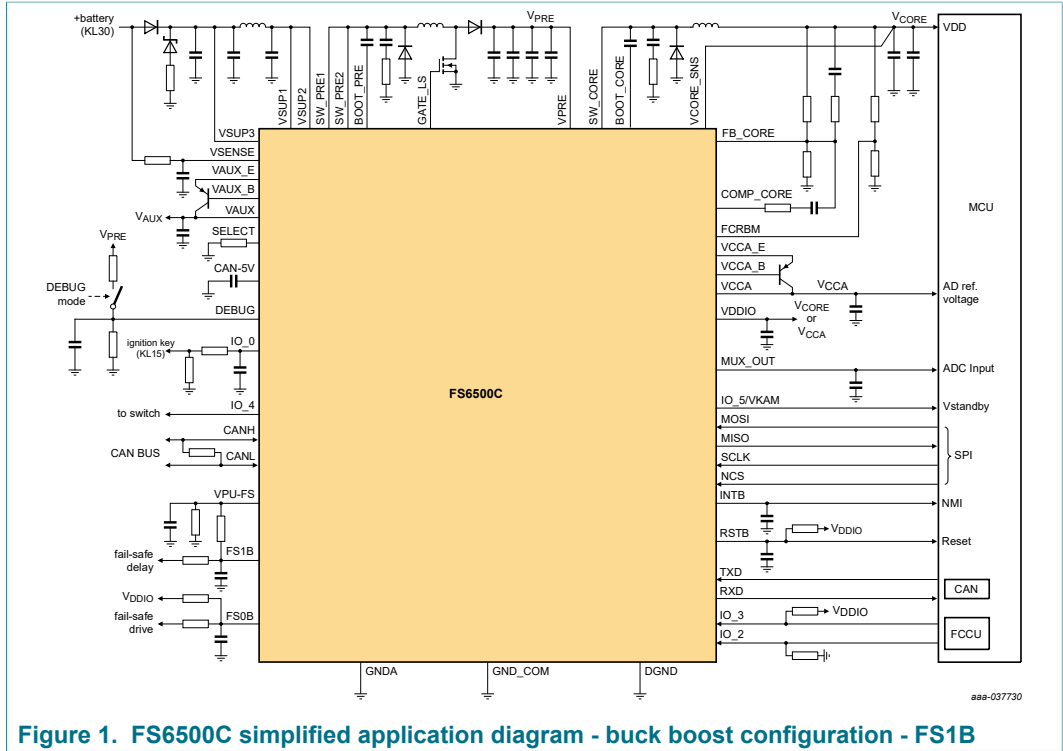 +battery
(KL30)
VPRE
VCORE
VDD
VSUP1
VSUP2
SW_PRE1
SW_PRE2
BOOT_PRE
GATE_LS
VPRE
SW_CORE
BOOT_CORE
VCORE_SNS
VSUP3
VSENSE
VAUX_E
VAUX_B
VAUX
VAUX
SELECT
VPRE
CAN-5V
DEBUG
mode
DEBUG
ignition key
(KL15)
IO_0
to switch
IO_4
CANH
CAN BUS
CANL
VPU-FS
fail-safe
delay
FS1B
VDDIO
fail-safe
drive
FS0B
FS6500C
GNDA
GND_COM
DGND
FB_CORE
COMP_CORE
FCRBM
VCCA_E
VCCA_B
VCCA
VCCA
VDDIO
VCORE
or
VCCA
MUX_OUT
IO_5/VKAM
MOSI
MISO
SCLK
NCS
INTB
RSTB
VDDIO
TXD
RXD
IO_3
VDDIO
IO_2
MCU
AD ref.
voltage
ADC Input
Vstandby
SPI
NMI
Reset
CAN
FCCU
aaa-037730
Figure 1. FS6500C simplified application diagram - buck boost configuration - FS1B